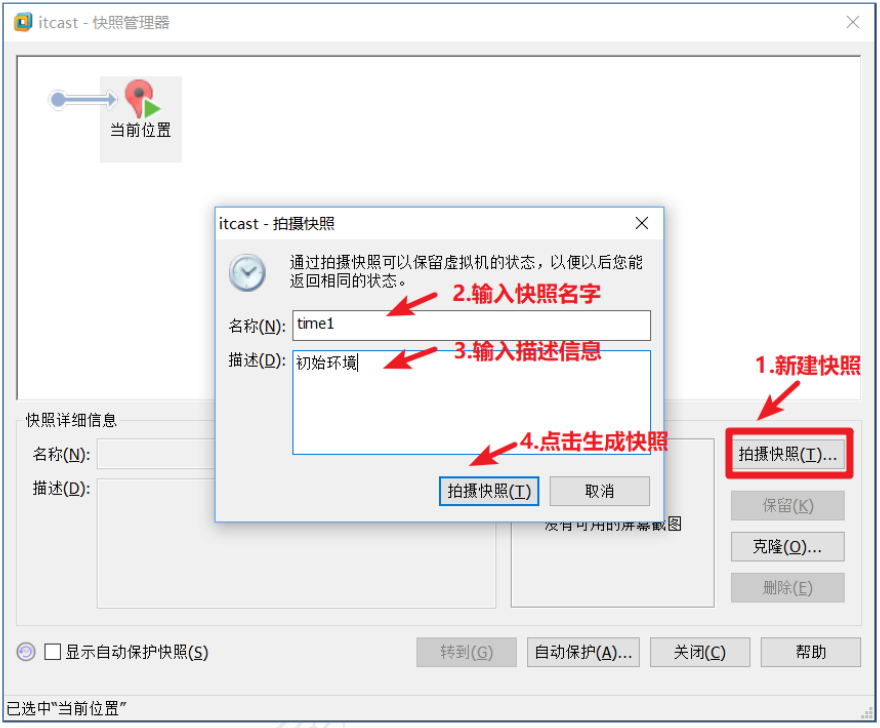 itcast - 快照管理器
当前位置
itcast - 拍摄快照
通过拍摄快照可以保留虚拟机的状态，以便以后您能
返回相同的状态。
2.输入快照名字
名称(N):
time1
3.输入描述信息
描述(D):
初始环境
1.新建快照
4.点击生成快照
拍摄快照(T)
取消
快照详细信息
名称(N):
描述(D):
没有可用的屏幕截图
拍摄快照(T)...
保留(K)
克隆(O)...
删除(E)
显示自动保护快照(S)
转到(G)
自动保护(A)...
关闭(C)
帮助
已选中"当前位置"